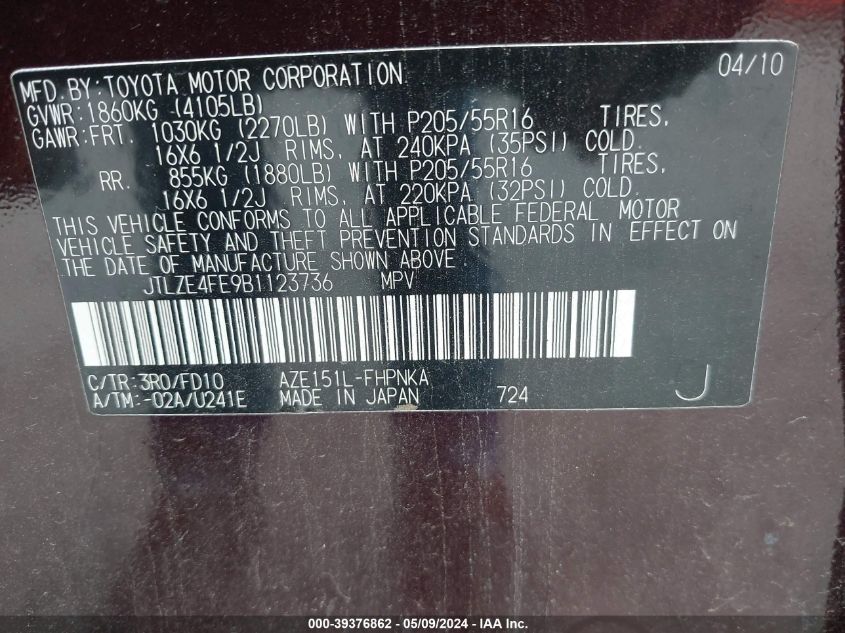 MFD.BY:TOYOTA MOTOR CORPORATION 04/10
GVWR:1860KG (4105LB)
GAWR:FRT. 1030KG (2270LB) WITH P205/55R16 TIRES,
16X6 1/2J RIMS, AT 240KPA (35PSI) COLD.
RR. 855KG (1880LB) WITH P205/55R16 TIRES,
16X6 1/2J RIMS, AT 220KPA (32PSI) COLD.
THIS VEHICLE CONFORMS TO ALL APPLICABLE FEDERAL MOTOR
VEHICLE SAFETY AND THEFT PREVENTION STANDARDS IN EFFECT ON
THE DATE OF MANUFACTURE SHOWN ABOVE.
JTLZE4FE9B1123736 MPV
C/TR:3R0/FD10 AZE151L-FHPNKA
A/TM:-02A/U241E MADE IN JAPAN 724 J
000-39376862 - 05/09/2024 - IAA Inc.